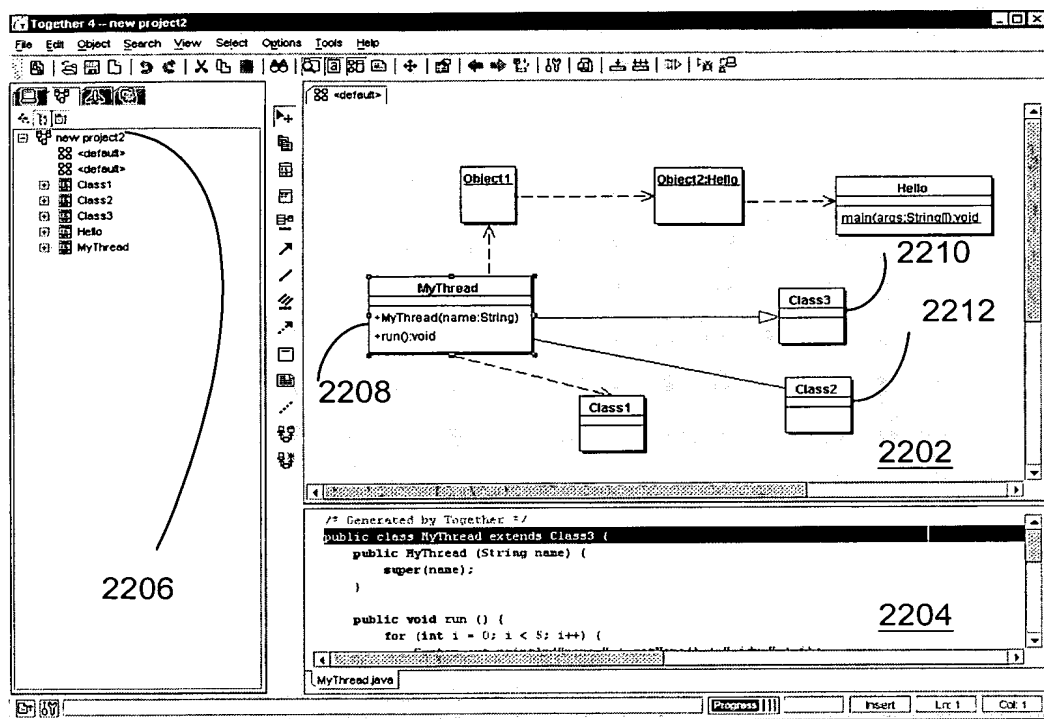 Together 4 -- new project2
File Edit Object Search View Select Options Tools Help
<default>
new project2
<default>
<default>
Class1
Class2
Class3
Hello
MyThread
2206
Object1
Object2:Hello
Hello
main(args:String[]):void
2210
MyThread
+MyThread(name:String)
+run():void
Class3
2212
2208
Class2
Class1
2202
/* Generated by Together */
public class MyThread extends Class3 {
public MyThread (String name) {
super(name);
}
public void run () {
for (int i = 0; i < 5; i++) {
2204
MyThread.java
Progress
Insert
Ln: 1
Col: 1